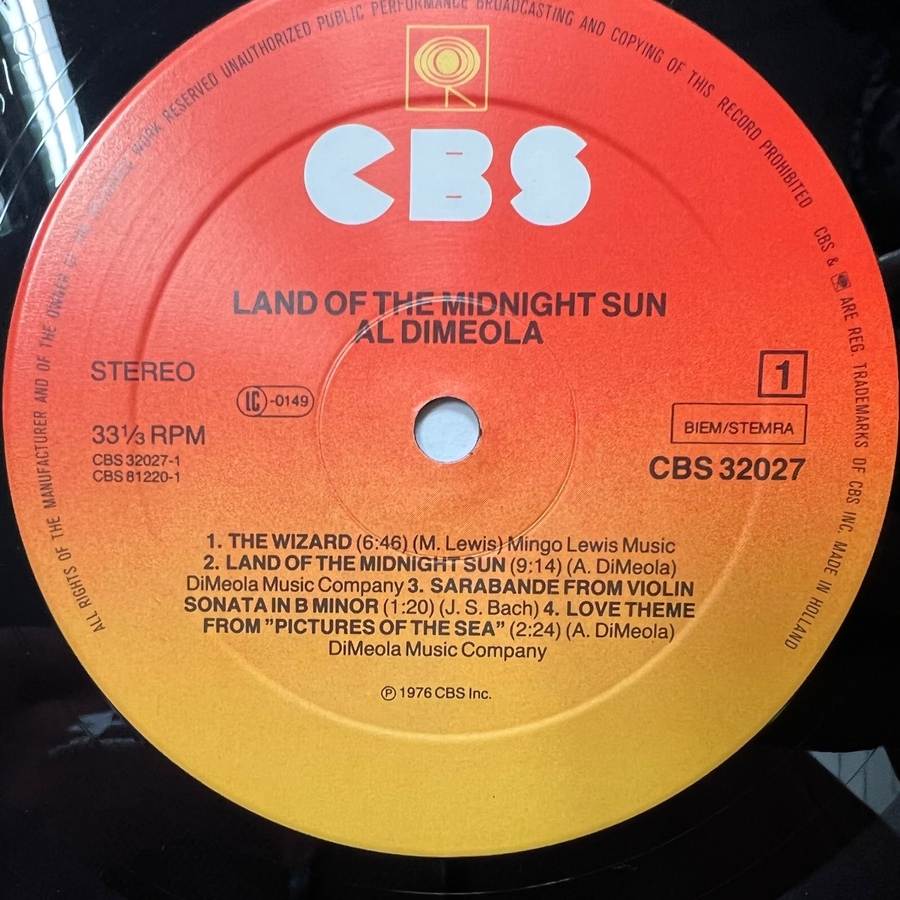 ALL RIGHTS OF THE MANUFACTURER AND OF THE OWNER OF THE RECORDED WORK RESERVED UNAUTHORIZED PUBLIC PERFORMANCE BROADCASTING AND COPYING OF THIS RECORD PROHIBITED
CBS & ARE REG. TRADEMARKS OF CBS INC. MADE IN HOLLAND
CBS
LAND OF THE MIDNIGHT SUN
AL DIMEOLA
STEREO
1
LC-0149
BIEM/STEMRA
33⅓ RPM
CBS 32027-1
CBS 81220-1
CBS 32027
1. THE WIZARD (6:46) (M. Lewis) Mingo Lewis Music
2. LAND OF THE MIDNIGHT SUN (9:14) (A. DiMeola)
DiMeola Music Company 3. SARABANDE FROM VIOLIN
SONATA IN B MINOR (1:20) (J. S. Bach) 4. LOVE THEME
FROM ”PICTURES OF THE SEA” (2:24) (A. DiMeola)
DiMeola Music Company
Ⓟ 1976 CBS Inc.